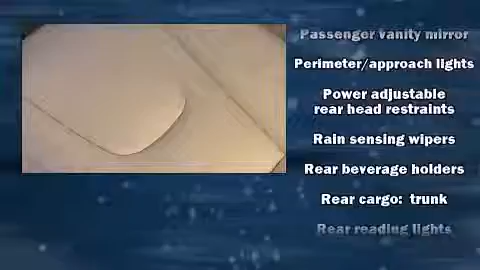 Passenger vanity mirror
Perimeter/approach lights
Power adjustable
rear head restraints
Rain sensing wipers
Rear beverage holders
Rear cargo: trunk
Rear reading lights